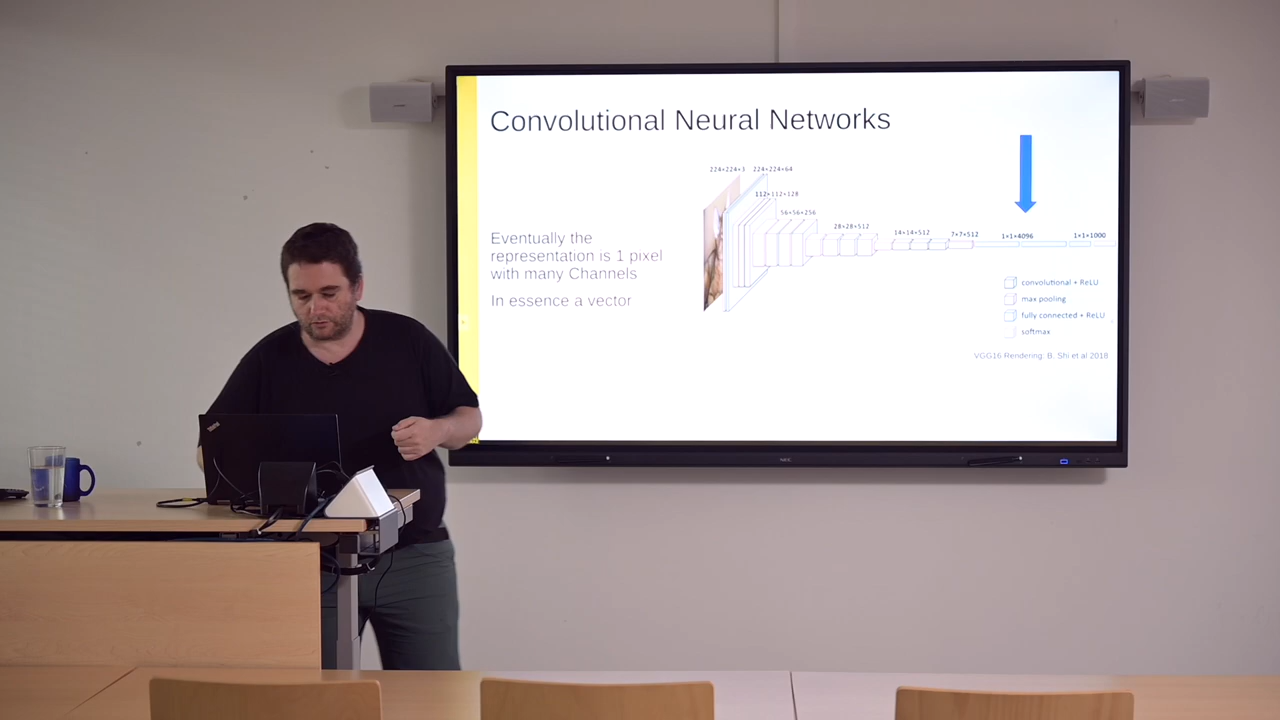 Convolutional Neural Networks
224×224×3 224×224×64
112×112×128
56×56×256
28×28×512
14×14×512
7×7×512
1×1×4096
1×1×1000
Eventually the
representation is 1 pixel
with many Channels
In essence a vector
convolutional + ReLU
max pooling
fully connected + ReLU
softmax
VGG16 Rendering: B. Shi et al 2018
NEC